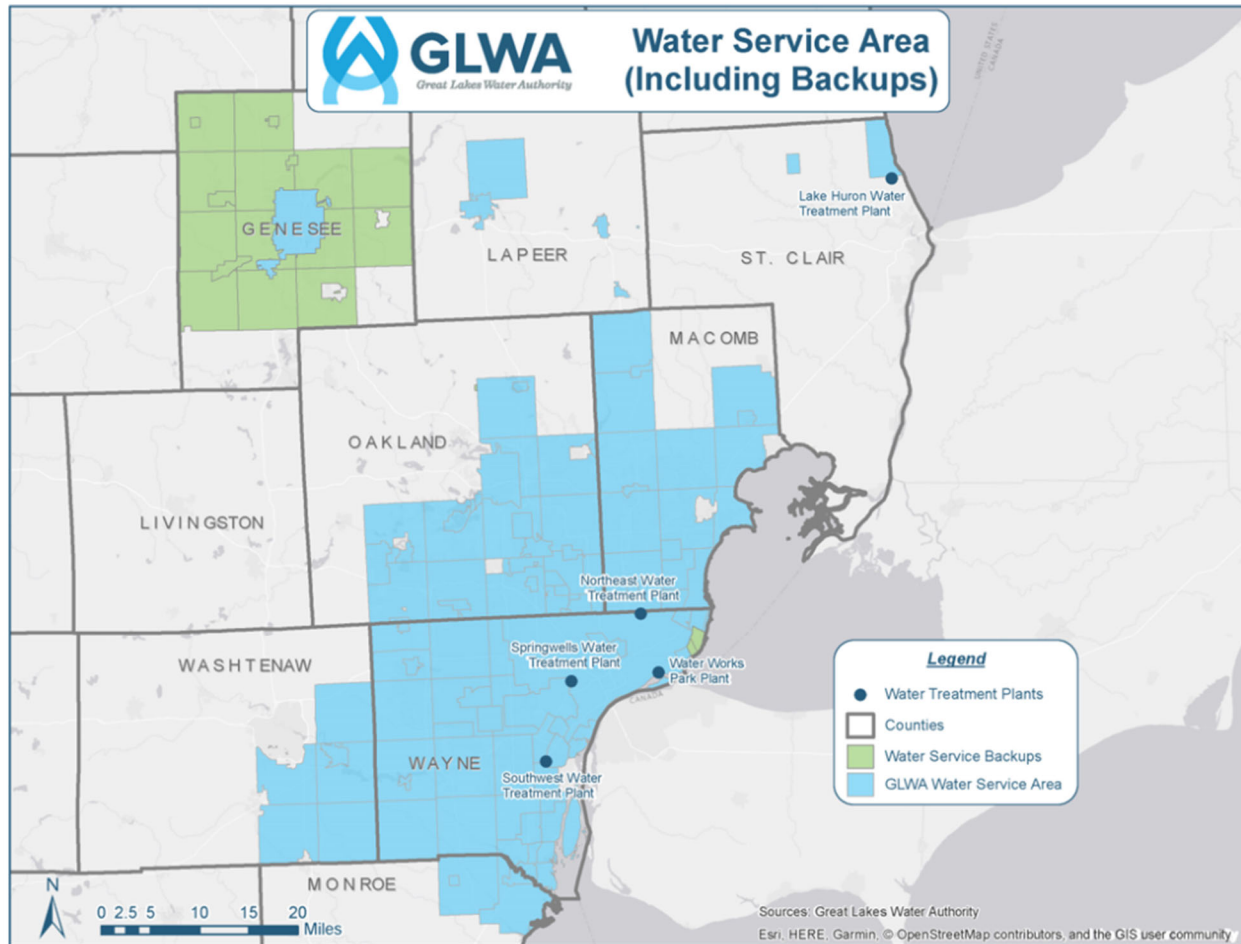 GLWA
Great Lakes Water Authority
Water Service Area
(Including Backups)
UNITED STATES
CANADA
Lake Huron Water
Treatment Plant
GENESEE
LAPEER
ST. CLAIR
MACOMB
OAKLAND
LIVINGSTON
Northeast Water
Treatment Plant
Springwells Water
Treatment Plant
WASHTENAW
Water Works
Park Plant
CANADA
WAYNE
Southwest Water
Treatment Plant
MONROE
Legend
Water Treatment Plants
Counties
Water Service Backups
GLWA Water Service Area
N
0 2.5 5 10 15 20
Miles
Sources: Great Lakes Water Authority
Esri, HERE, Garmin, © OpenStreetMap contributors, and the GIS user community